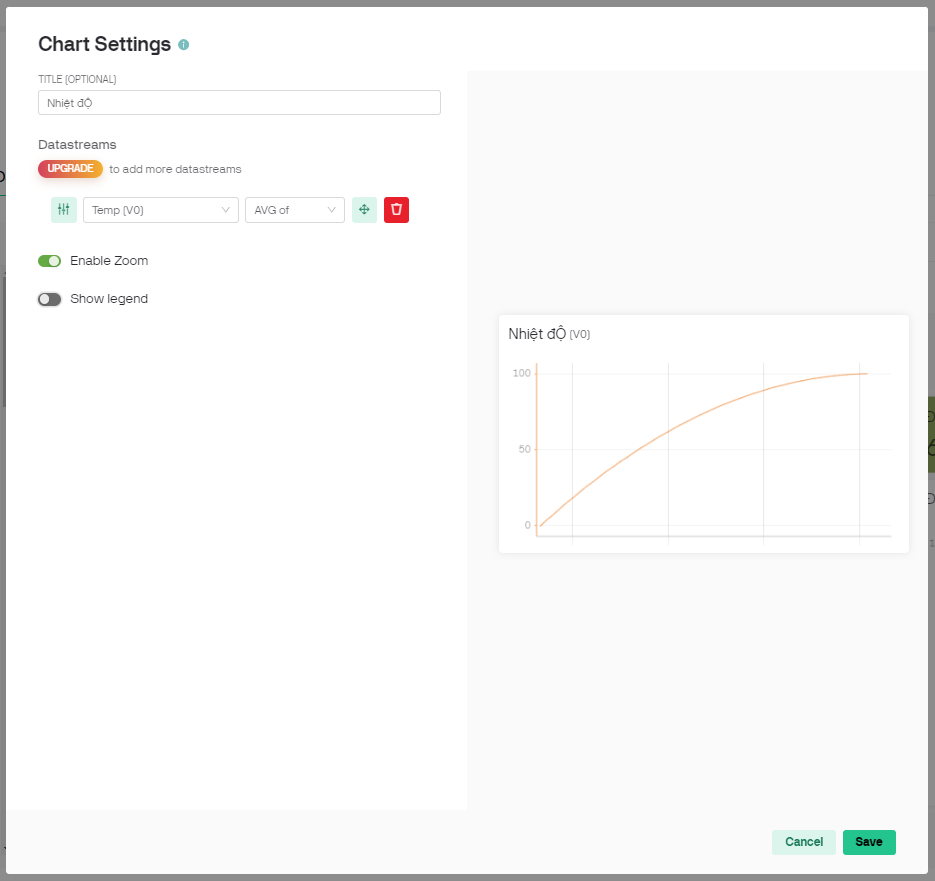 Chart Settings
TITLE (OPTIONAL)
Nhiệt độ
Datastreams
UPGRADE to add more datastreams
Temp (V0)
AVG of
Enable Zoom
Show legend
Nhiệt độ (V0)
100
50
0
Cancel
Save